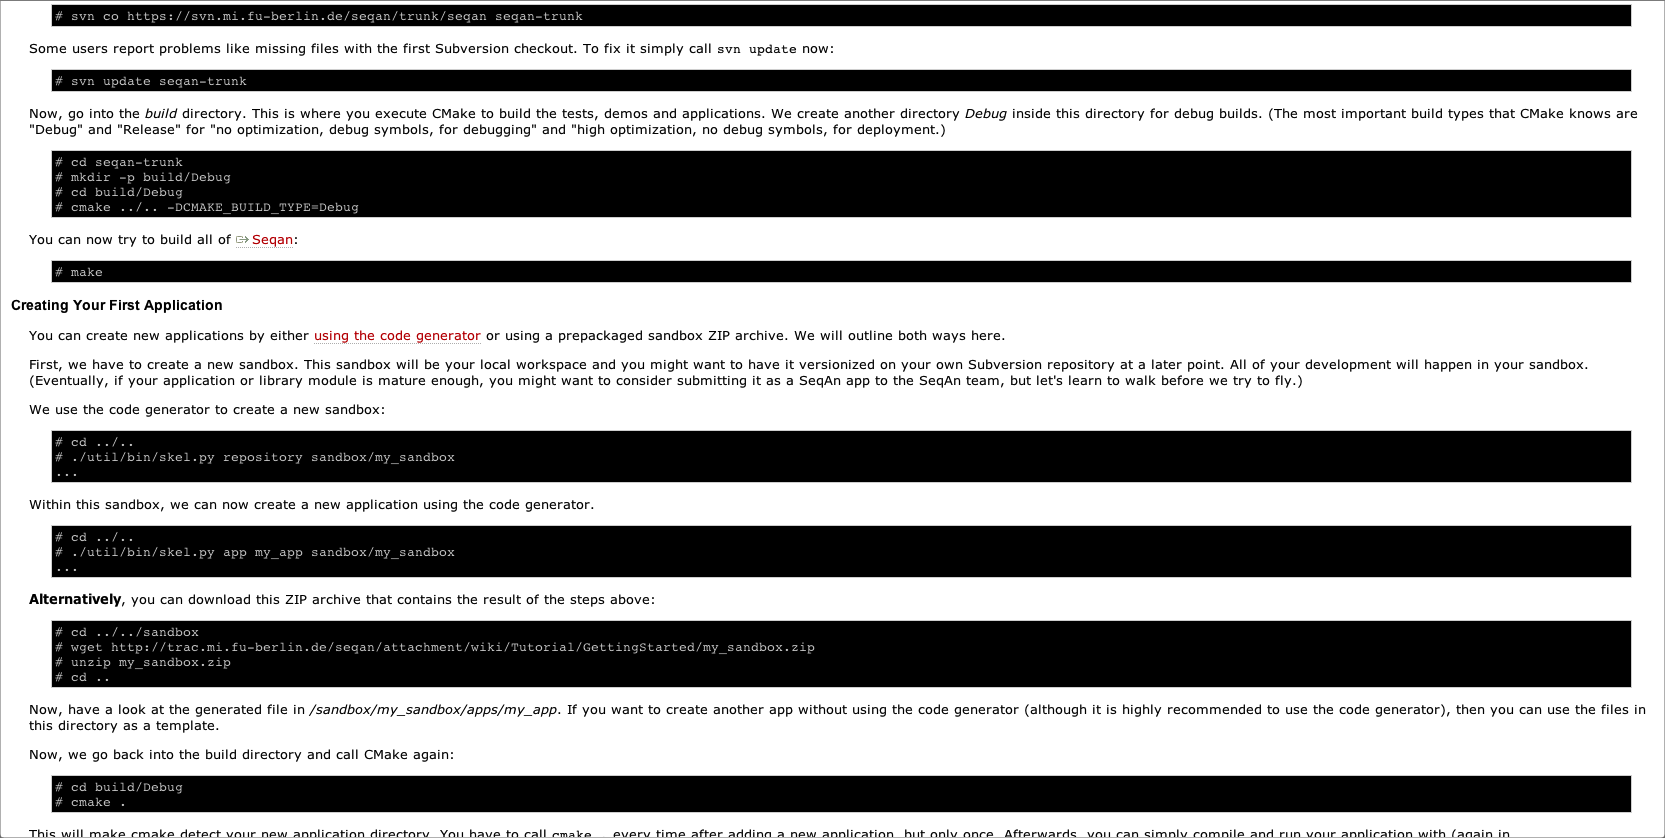 # svn co https://svn.mi.fu-berlin.de/seqan/trunk/seqan seqan-trunk
Some users report problems like missing files with the first Subversion checkout. To fix it simply call svn update now:
# svn update seqan-trunk
Now, go into the build directory. This is where you execute CMake to build the tests, demos and applications. We create another directory Debug inside this directory for debug builds. (The most important build types that CMake knows are
"Debug" and "Release" for "no optimization, debug symbols, for debugging" and "high optimization, no debug symbols, for deployment.)
# cd seqan-trunk
# mkdir -p build/Debug
# cd build/Debug
# cmake ../.. -DCMAKE_BUILD_TYPE=Debug
You can now try to build all of Seqan:
# make
Creating Your First Application
You can create new applications by either using the code generator or using a prepackaged sandbox ZIP archive. We will outline both ways here.
First, we have to create a new sandbox. This sandbox will be your local workspace and you might want to have it versionized on your own Subversion repository at a later point. All of your development will happen in your sandbox.
(Eventually, if your application or library module is mature enough, you might want to consider submitting it as a SeqAn app to the SeqAn team, but let's learn to walk before we try to fly.)
We use the code generator to create a new sandbox:
# cd ../..
# ./util/bin/skel.py repository sandbox/my_sandbox
...
Within this sandbox, we can now create a new application using the code generator.
# cd ../..
# ./util/bin/skel.py app my_app sandbox/my_sandbox
...
Alternatively, you can download this ZIP archive that contains the result of the steps above:
# cd ../../sandbox
# wget http://trac.mi.fu-berlin.de/seqan/attachment/wiki/Tutorial/GettingStarted/my_sandbox.zip
# unzip my_sandbox.zip
# cd ..
Now, have a look at the generated file in /sandbox/my_sandbox/apps/my_app. If you want to create another app without using the code generator (although it is highly recommended to use the code generator), then you can use the files in
this directory as a template.
Now, we go back into the build directory and call CMake again:
# cd build/Debug
# cmake .
This will make cmake detect your new application directory. You have to call cmake . every time after adding a new application, but only once. Afterwards, you can simply compile and run your application with (again in